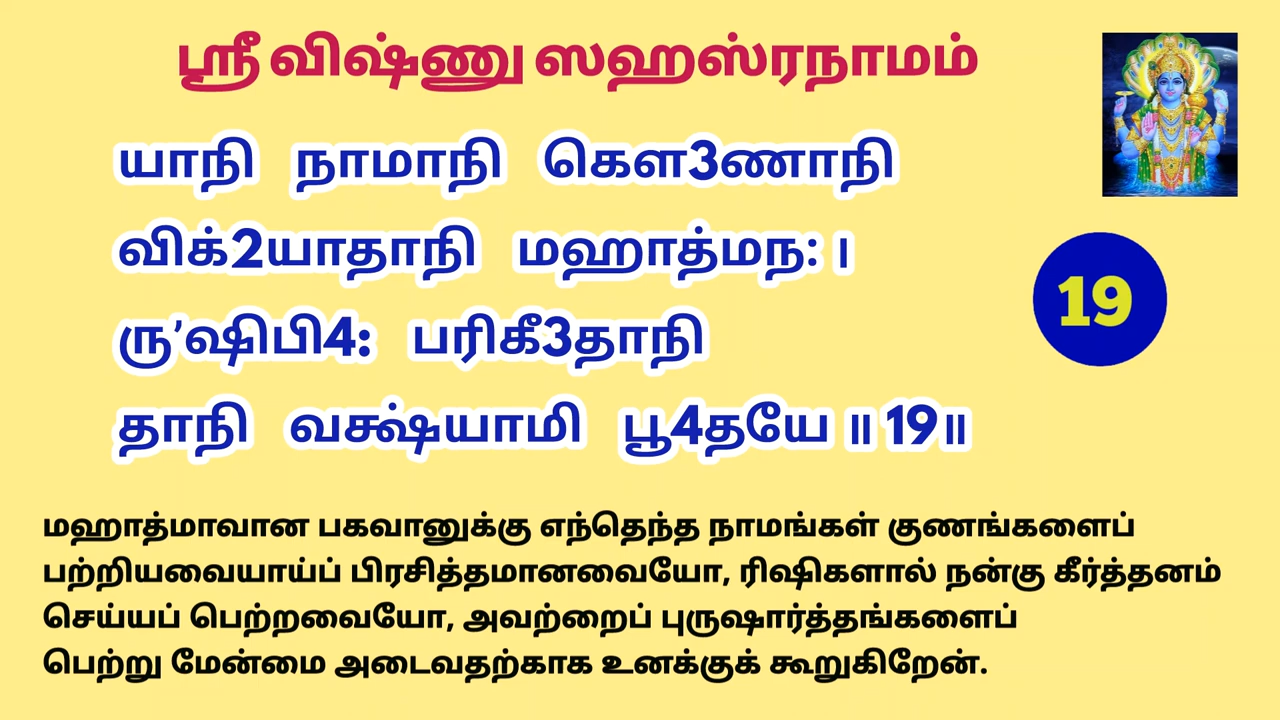 ஸ்ரீ விஷ்ணு ஸஹஸ்ரநாமம்
யாநி நாமாநி கௌ3ணாநி
விக்2யாதாநி மஹாத்மந: ।
ரு’ஷிபி4: பரிகீ3தாநி
தாநி வக்ஷ்யாமி பூ4தயே ॥ 19॥
19
மஹாத்மாவான பகவானுக்கு எந்தெந்த நாமங்கள் குணங்களைப்
பற்றியவையாய்ப் பிரசித்தமானவையோ, ரிஷிகளால் நன்கு கீர்த்தனம்
செய்யப் பெற்றவையோ, அவற்றைப் புருஷார்த்தங்களைப்
பெற்று மேன்மை அடைவதற்காக உனக்குக் கூறுகிறேன்.